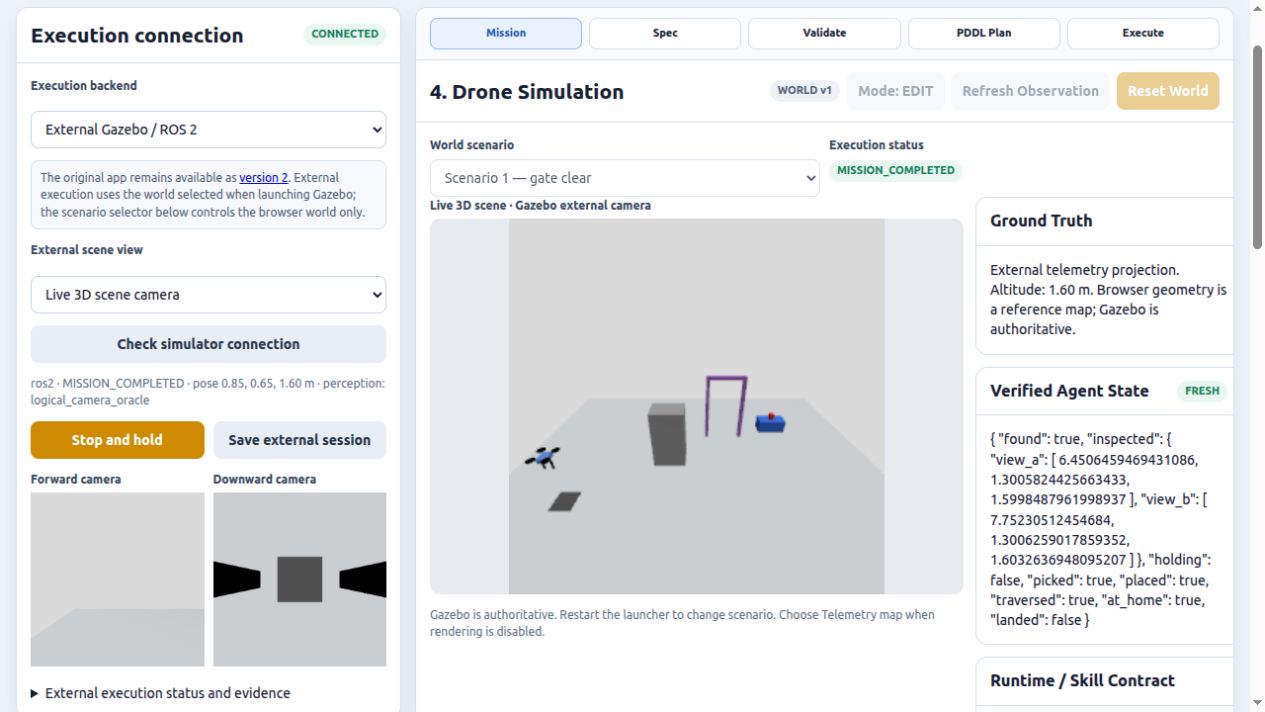 Execution connection
CONNECTED
Execution backend
External Gazebo / ROS 2
The original app remains available as version 2. External
execution uses the world selected when launching Gazebo;
the scenario selector below controls the browser world only.
External scene view
Live 3D scene camera
Check simulator connection
ros2 · MISSION_COMPLETED · pose 0.85, 0.65, 1.60 m · perception:
logical_camera_oracle
Stop and hold
Save external session
Forward camera
Downward camera
External execution status and evidence
Mission
Spec
Validate
PDDL Plan
Execute
4. Drone Simulation
WORLD v1
Mode: EDIT
Refresh Observation
Reset World
World scenario
Scenario 1 — gate clear
Execution status
MISSION_COMPLETED
Live 3D scene · Gazebo external camera
Gazebo is authoritative. Restart the launcher to change scenario. Choose Telemetry map when
rendering is disabled.
Ground Truth
External telemetry projection.
Altitude: 1.60 m. Browser geometry is
a reference map; Gazebo is
authoritative.
Verified Agent State
FRESH
{ "found": true, "inspected": {
"view_a": [ 6.4506459469431086,
1.3005824425663433,
1.5998487961998937 ], "view_b": [
7.75230512454684,
1.3006259017859352,
1.6032636948095207 ] }, "holding":
false, "picked": true, "placed": true,
"traversed": true, "at_home": true,
"landed": false }
Runtime / Skill Contract